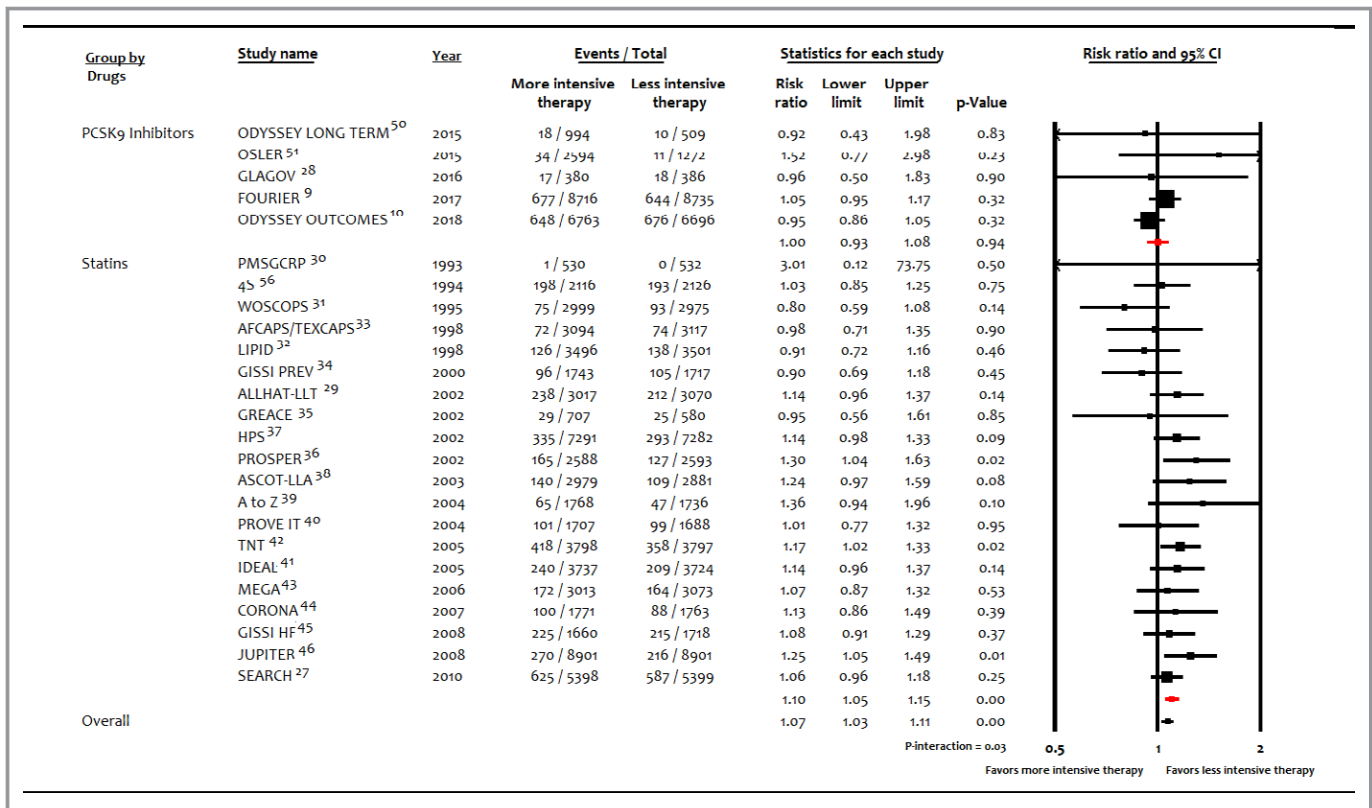 Group by Study name Year Events / Total Statistics for each study Risk ratio and 95% CI
Drugs
More intensive Less intensive Risk Lower Upper
therapy therapy ratio limit limit p-Value
PCSK9 Inhibitors ODYSSEY LONG TERM 50 2015 18 / 994 10 / 509 0.92 0.43 1.98 0.83
OSLER 51 2015 34 / 2594 11 / 1272 1.52 0.77 2.98 0.23
GLAGOV 28 2016 17 / 380 18 / 386 0.96 0.50 1.83 0.90
FOURIER 9 2017 677 / 8716 644 / 8735 1.05 0.95 1.17 0.32
ODYSSEY OUTCOMES 10 2018 648 / 6763 676 / 6696 0.95 0.86 1.05 0.32
1.00 0.93 1.08 0.94
Statins PMSGCRP 30 1993 1 / 530 0 / 532 3.01 0.12 73.75 0.50
4S 56 1994 198 / 2116 193 / 2126 1.03 0.85 1.25 0.75
WOSCOPS 31 1995 75 / 2999 93 / 2975 0.80 0.59 1.08 0.14
AFCAPS/TEXCAPS 33 1998 72 / 3094 74 / 3117 0.98 0.71 1.35 0.90
LIPID 32 1998 126 / 3496 138 / 3501 0.91 0.72 1.16 0.46
GISSI PREV 34 2000 96 / 1743 105 / 1717 0.90 0.69 1.18 0.45
ALLHAT-LLT 29 2002 238 / 3017 212 / 3070 1.14 0.96 1.37 0.14
GREACE 35 2002 29 / 707 25 / 580 0.95 0.56 1.61 0.85
HPS 37 2002 335 / 7291 293 / 7282 1.14 0.98 1.33 0.09
PROSPER 36 2002 165 / 2588 127 / 2593 1.30 1.04 1.63 0.02
ASCOT-LLA 38 2003 140 / 2979 109 / 2881 1.24 0.97 1.59 0.08
A to Z 39 2004 65 / 1768 47 / 1736 1.36 0.94 1.96 0.10
PROVE IT 40 2004 101 / 1707 99 / 1688 1.01 0.77 1.32 0.95
TNT 42 2005 418 / 3798 358 / 3797 1.17 1.02 1.33 0.02
IDEAL 41 2005 240 / 3737 209 / 3724 1.14 0.96 1.37 0.14
MEGA 43 2006 172 / 3013 164 / 3073 1.07 0.87 1.32 0.53
CORONA 44 2007 100 / 1771 88 / 1763 1.13 0.86 1.49 0.39
GISSI HF 45 2008 225 / 1660 215 / 1718 1.08 0.91 1.29 0.37
JUPITER 46 2008 270 / 8901 216 / 8901 1.25 1.05 1.49 0.01
SEARCH 27 2010 625 / 5398 587 / 5399 1.06 0.96 1.18 0.25
1.10 1.05 1.15 0.00
Overall 1.07 1.03 1.11 0.00
P-interaction = 0.03 0.5 1 2
Favors more intensive therapy Favors less intensive therapy